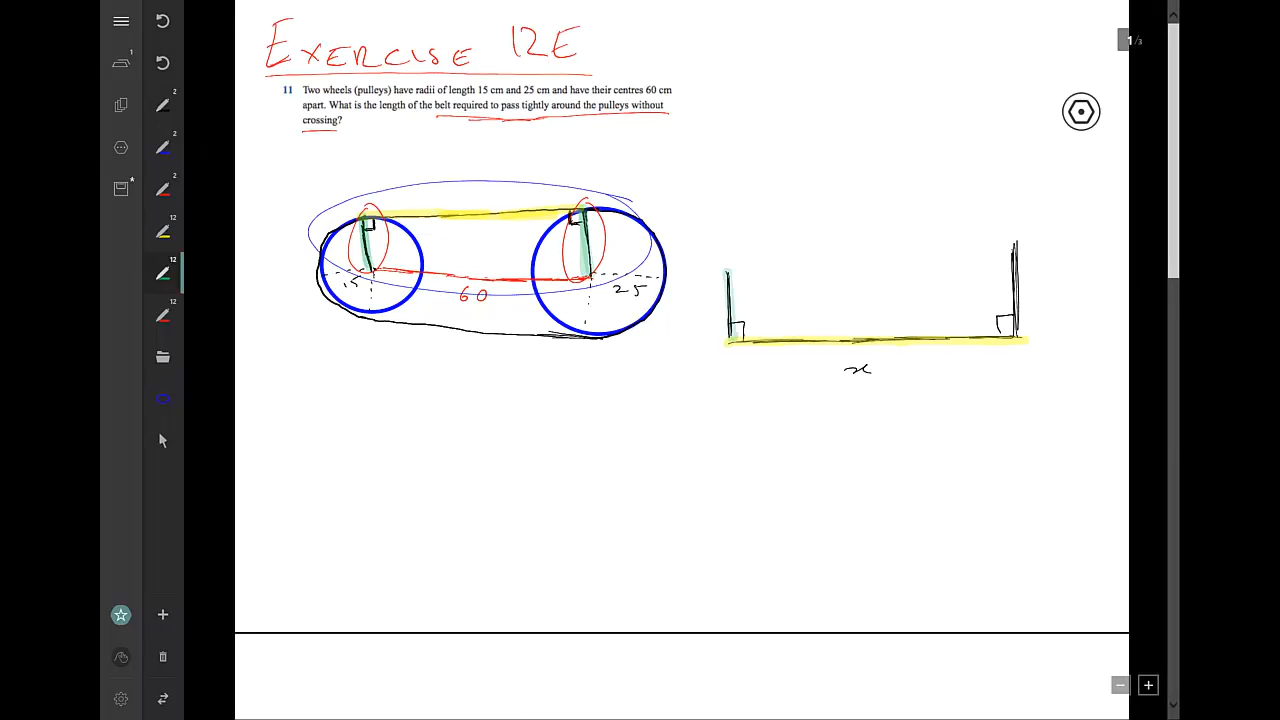 EXERCISE 12E
1/3
11 Two wheels (pulleys) have radii of length 15 cm and 25 cm and have their centres 60 cm
apart. What is the length of the belt required to pass tightly around the pulleys without
crossing?
15
60
25
x